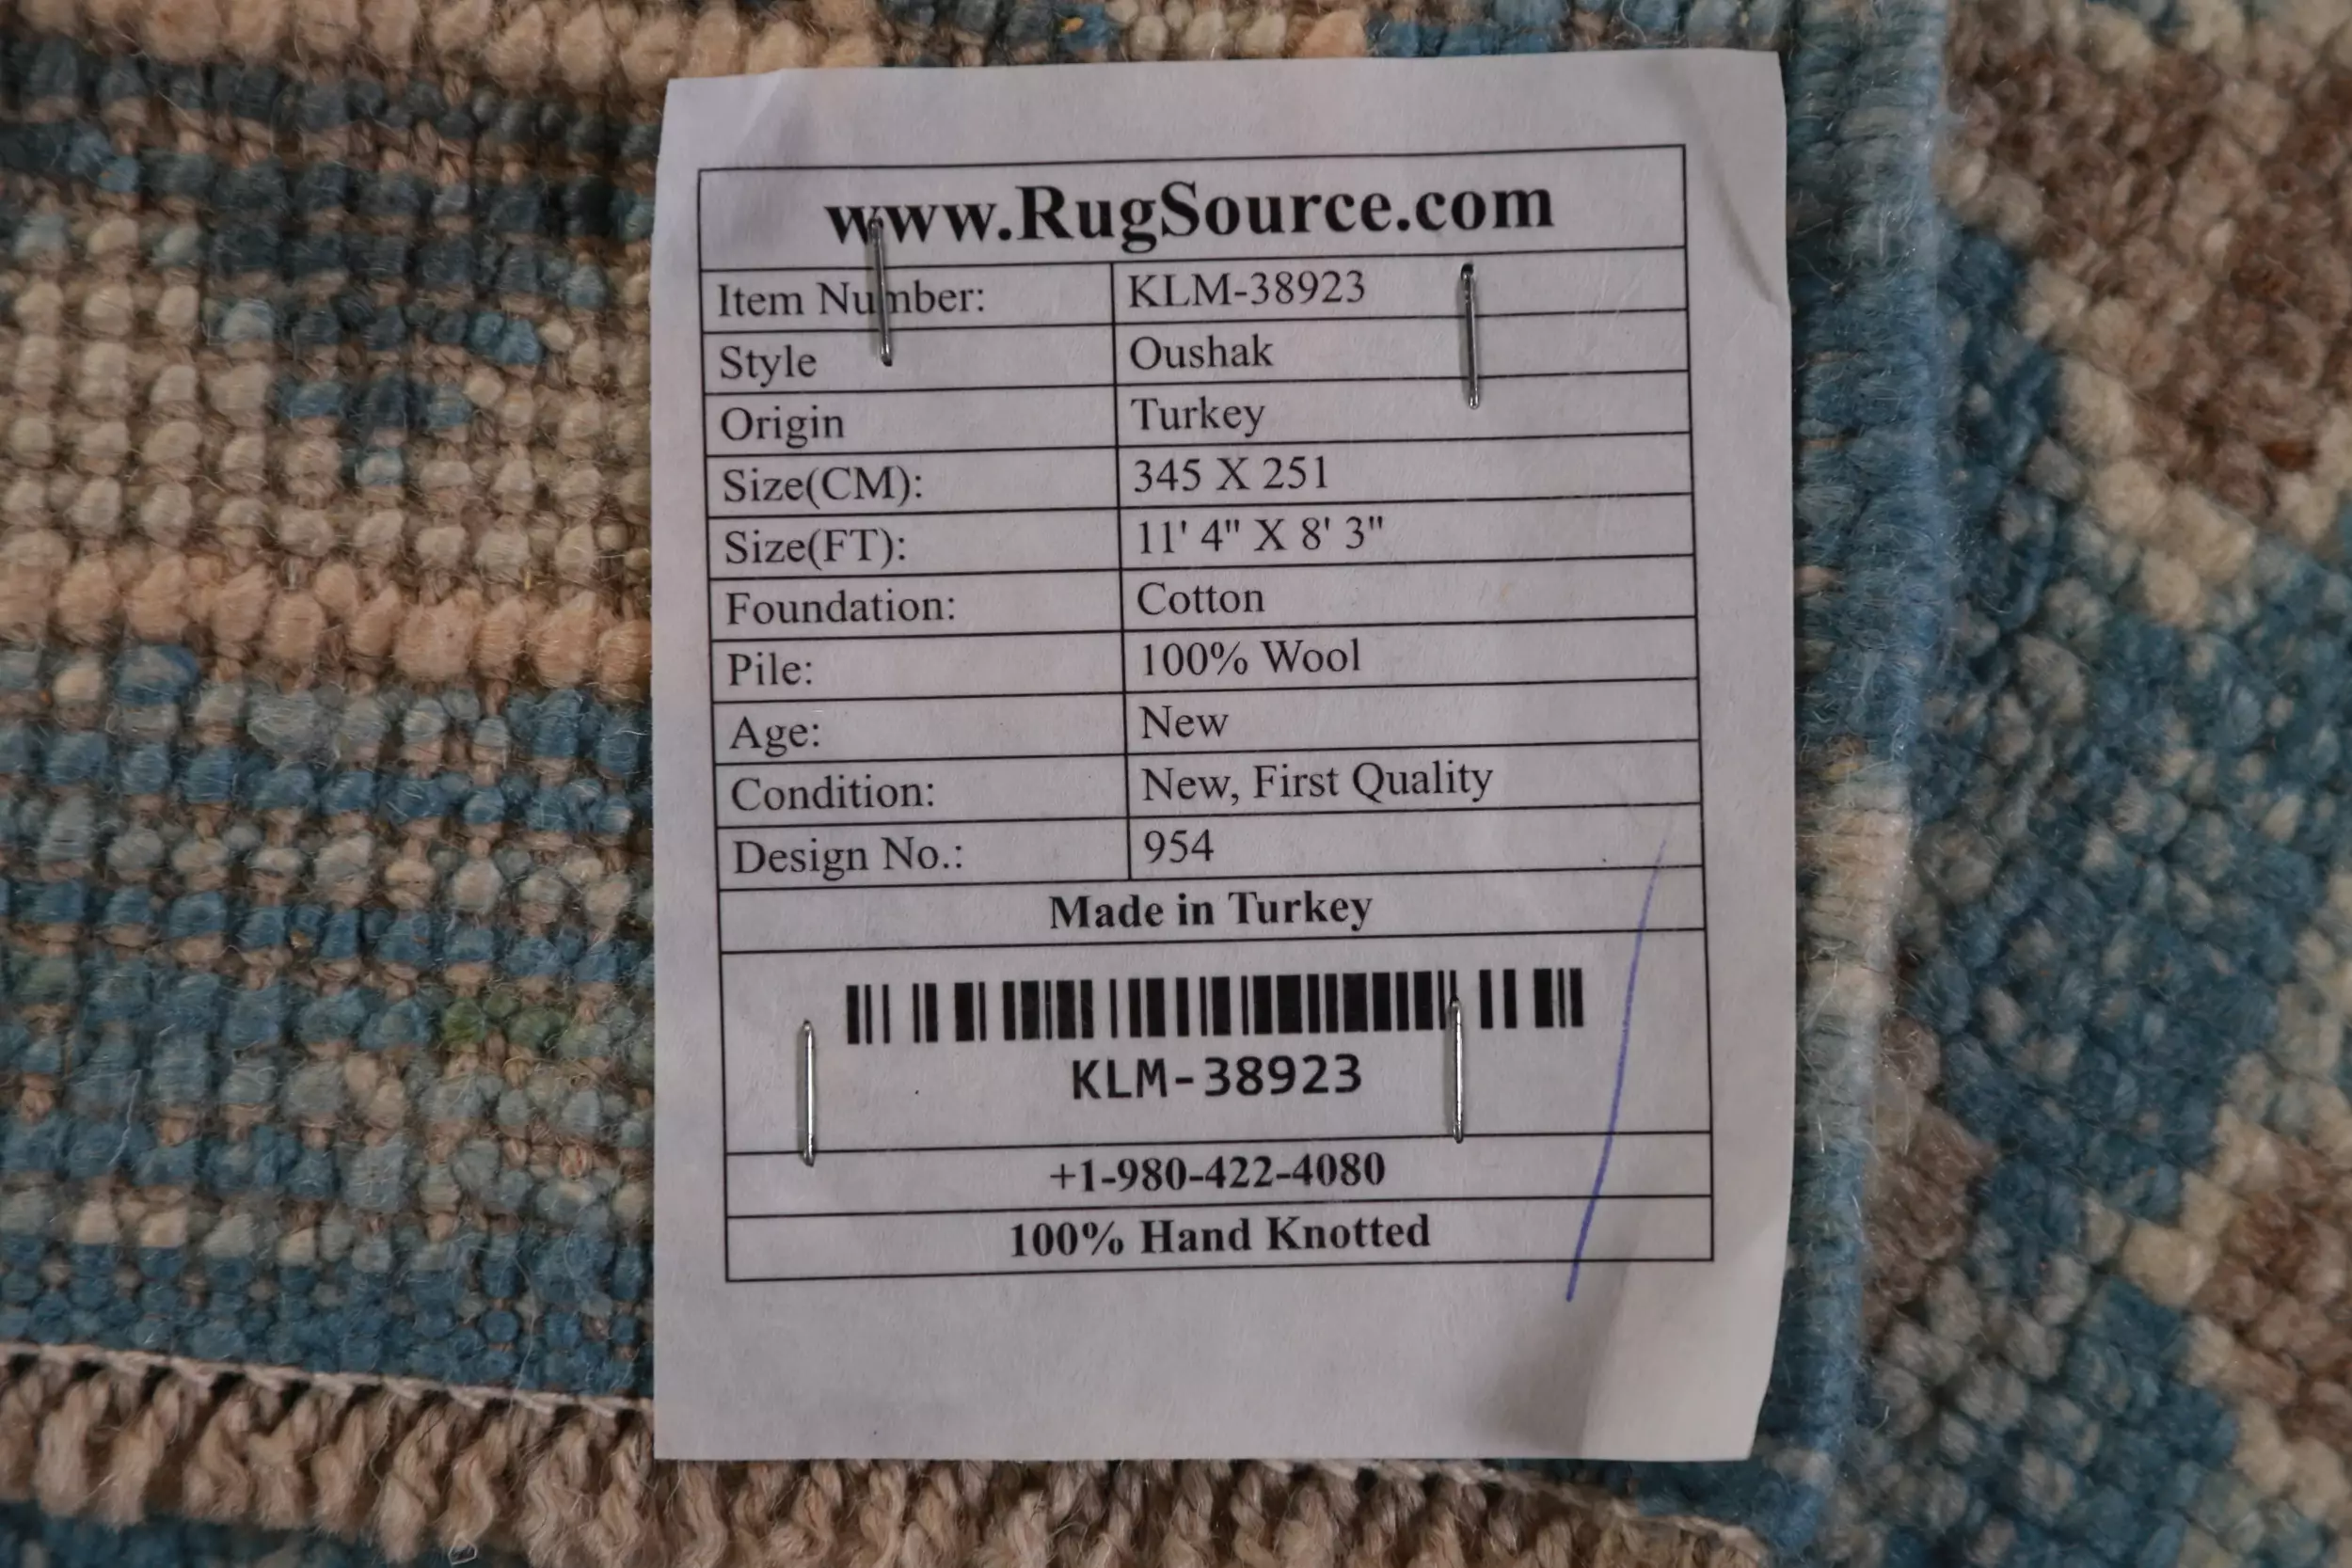 www.RugSource.com
Item Number: KLM-38923
Style Oushak
Origin Turkey
Size(CM): 345 X 251
Size(FT): 11' 4" X 8' 3"
Foundation: Cotton
Pile: 100% Wool
Age: New
Condition: New, First Quality
Design No.: 954
Made in Turkey
KLM-38923
+1-980-422-4080
100% Hand Knotted